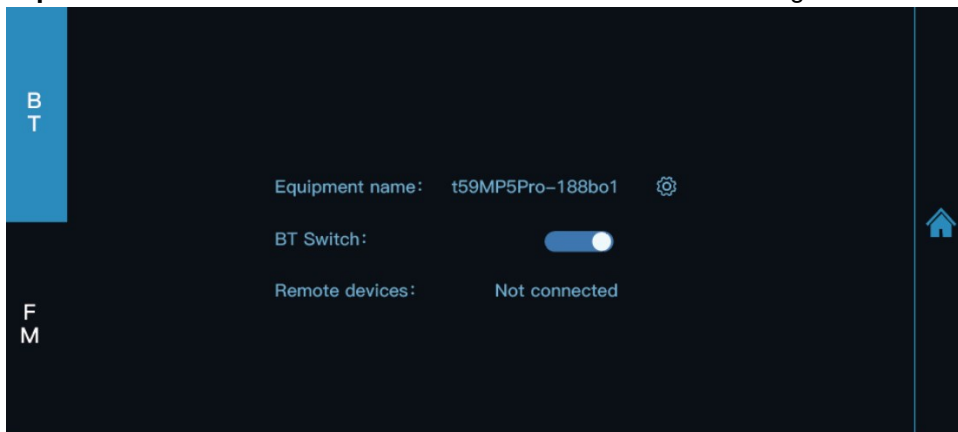 B
T
Equipment name: t59MP5Pro-188bo1
BT Switch:
Remote devices: Not connected
F
M